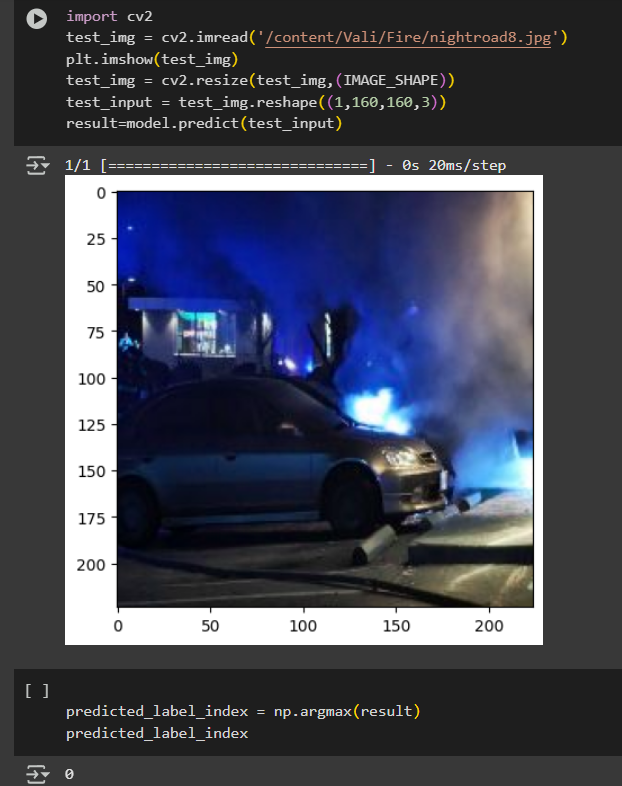 import cv2
test_img = cv2.imread('/content/Vali/Fire/nightroad8.jpg')
plt.imshow(test_img)
test_img = cv2.resize(test_img,(IMAGE_SHAPE))
test_input = test_img.reshape((1,160,160,3))
result=model.predict(test_input)
1/1 [==============================] - 0s 20ms/step
0
25
50
75
100
125
150
175
200
0 50 100 150 200
[ ]
predicted_label_index = np.argmax(result)
predicted_label_index
0